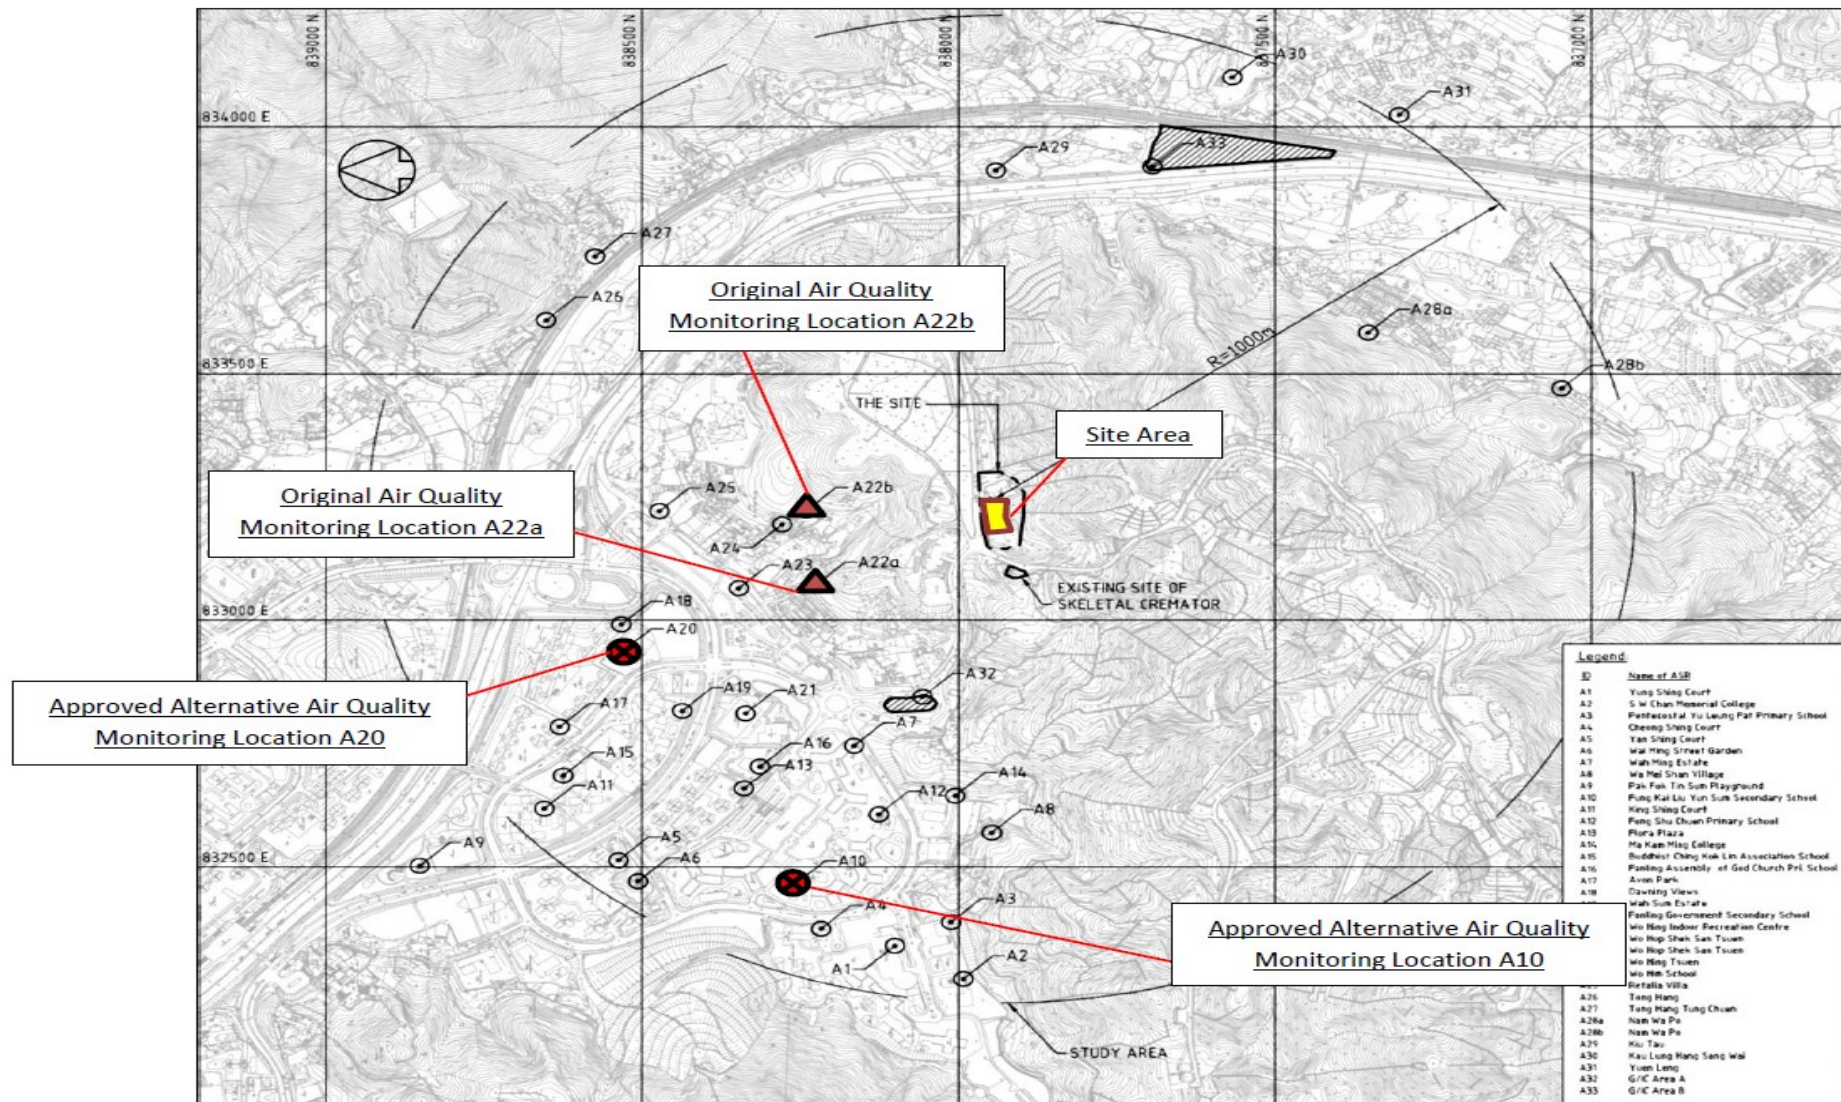 839000 N
838500 N
838000 N
837500 N
837000 N
A30
A31
834000 E
A29
A33
A27
A26
Original Air Quality
Monitoring Location A22b
A28a
R=1000m
833500 E
A28b
THE SITE
Site Area
Original Air Quality
Monitoring Location A22a
A25
A22b
A24
A23
A22a
EXISTING SITE OF
SKELETAL CREMATOR
833000 E
A18
A20
A32
Approved Alternative Air Quality
Monitoring Location A20
A17
A19
A21
A7
A15
A16
A13
A11
A12
A14
A8
A9
A5
A6
832500 E
A10
A4
A3
A1
A2
Approved Alternative Air Quality
Monitoring Location A10
STUDY AREA
Legend:
ID Name of ASR
A1 Yung Shing Court
A2 S W Chan Memorial College
A3 Pentecostal Yu Leung Fat Primary School
A4 Cheong Shing Court
A5 Yan Shing Court
A6 Wai Ming Street Garden
A7 Wah Ming Estate
A8 Wa Mei Shan Village
A9 Pak Fok Tin Sum Playground
A10 Fung Kai Liu Yun Sum Secondary School
A11 King Shing Court
A12 Feng Shu Chuen Primary School
A13 Flora Plaza
A14 Ma Kam Ming College
A15 Buddhist Ching Kok Lin Association School
A16 Fanling Assembly of God Church Pri. School
A17 Avon Park
A18 Dawning Views
Wah Sum Estate
Fanling Government Secondary School
Wo Hing Indoor Recreation Centre
Wo Hop Shek San Tsuen
Wo Hop Shek San Tsuen
Wo Hing Tsuen
Wo Him School
Retalia Villa
A26 Tong Hang
A27 Tong Hang Tung Chuen
A28a Nam Wa Po
A28b Nam Wa Po
A29 Kiu Tau
A30 Kau Lung Hang Sang Wai
A31 Yuen Leng
A32 G/IC Area A
A33 G/IC Area B